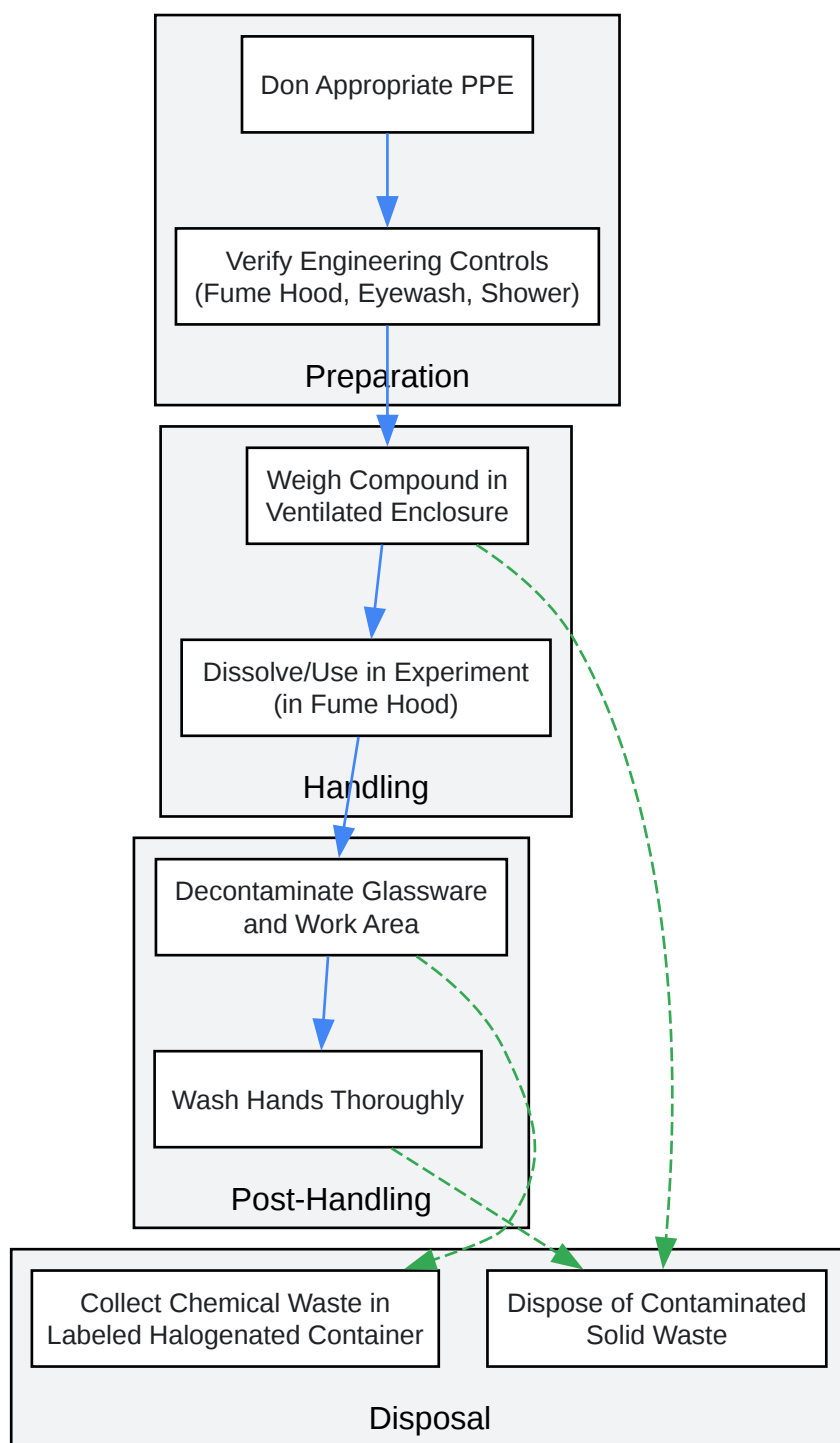 Don Appropriate PPE
Verify Engineering Controls
(Fume Hood, Eyewash, Shower)
Preparation
Weigh Compound in
Ventilated Enclosure
Dissolve/Use in Experiment
(in Fume Hood)
Handling
Decontaminate Glassware
and Work Area
Wash Hands Thoroughly
Post-Handling
Collect Chemical Waste in
Labeled Halogenated Container
Dispose of Contaminated
Solid Waste
Disposal